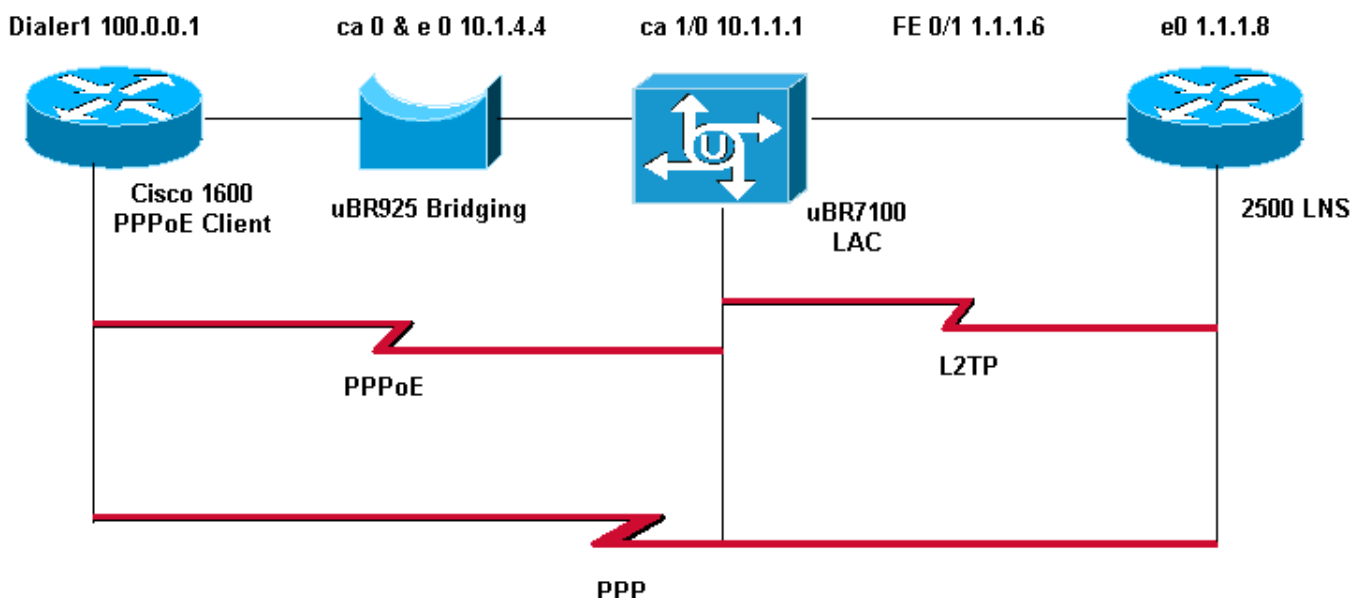 Dialer1 100.0.0.1
ca 0 & e 0 10.1.4.4
ca 1/0 10.1.1.1
FE 0/1 1.1.1.6
e0 1.1.1.8
U
Cisco 1600
PPPoE Client
uBR925 Bridging
uBR7100
LAC
2500 LNS
PPPoE
L2TP
PPP